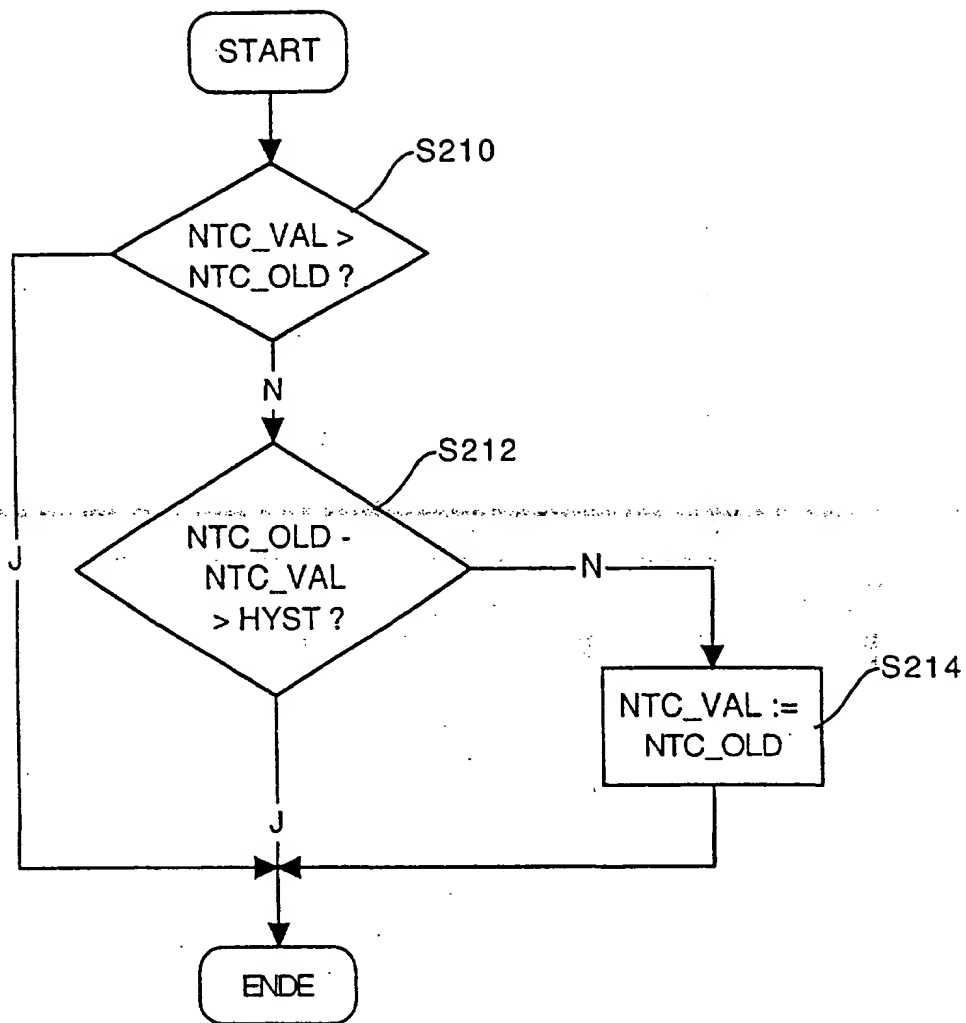 START
S210
NTC_VAL >
NTC_OLD ?
N
S212
NTC_OLD -
NTC_VAL
> HYST ?
J
N
S214
NTC_VAL :=
NTC_OLD
J
ENDE